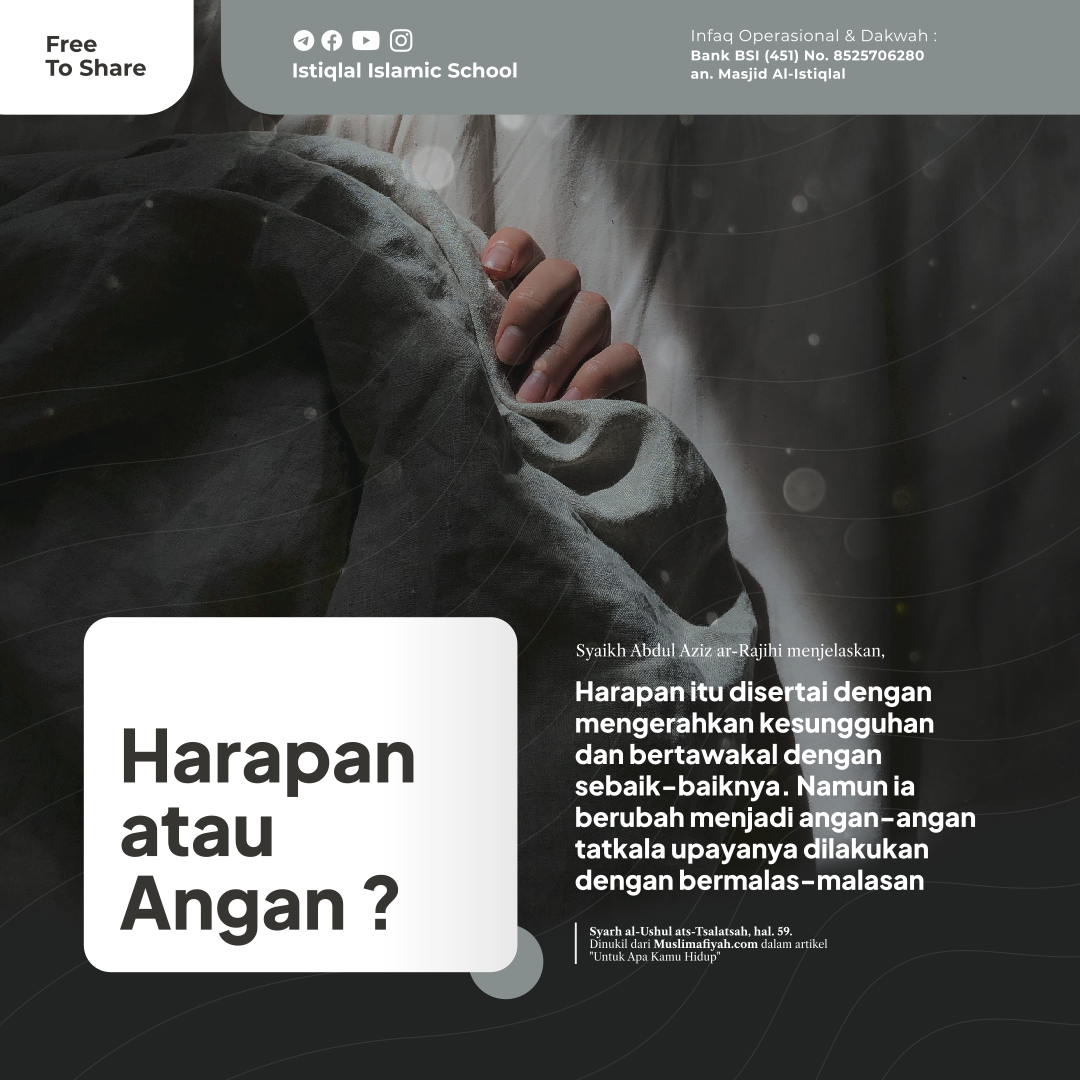 Free
To Share
Istiqlal Islamic School
Infaq Operasional & Dakwah :
Bank BSI (451) No. 8525706280
an. Masjid Al-Istiqlal
Harapan
atau
Angan ?
Syaikh Abdul Aziz ar-Rajihi menjelaskan,
Harapan itu disertai dengan
mengerahkan kesungguhan
dan bertawakal dengan
sebaik-baiknya. Namun ia
berubah menjadi angan-angan
tatkala upayanya dilakukan
dengan bermalas-malasan
Syarh al-Ushul ats-Tsalatsah, hal. 59.
Dinukil dari Muslimafiyah.com dalam artikel
"Untuk Apa Kamu Hidup"